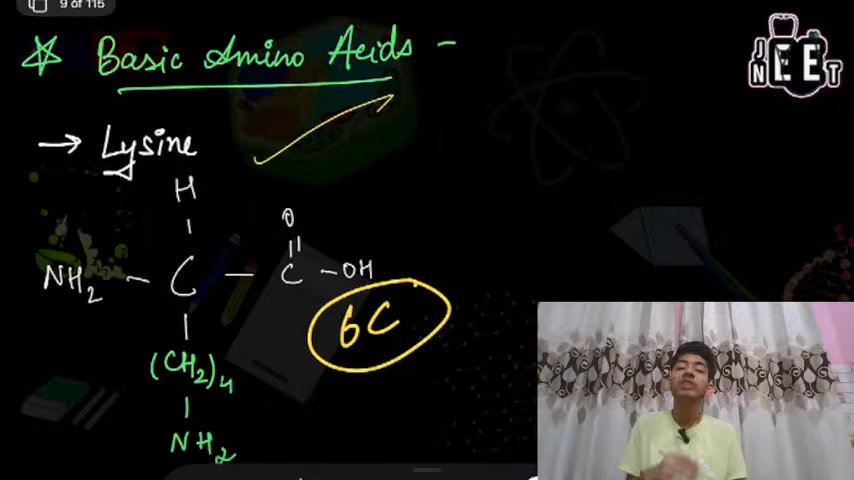 9 of 115
☆ Basic Amino Acids -
J
NEET
→ Lysine
H
O
NH2 - C - C - OH
6C
(CH2)4
NH2